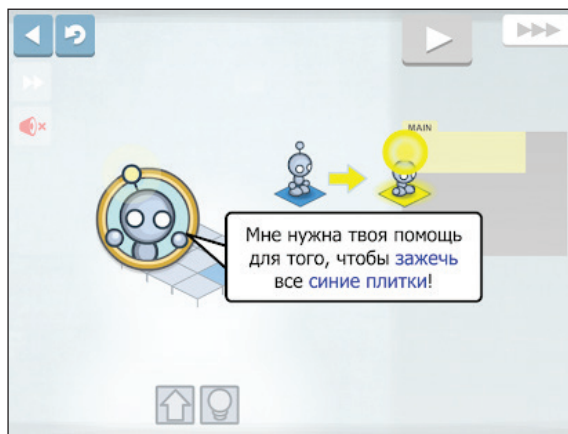 MAIN
Мне нужна твоя помощь
для того, чтобы зажечь
все синие плитки!